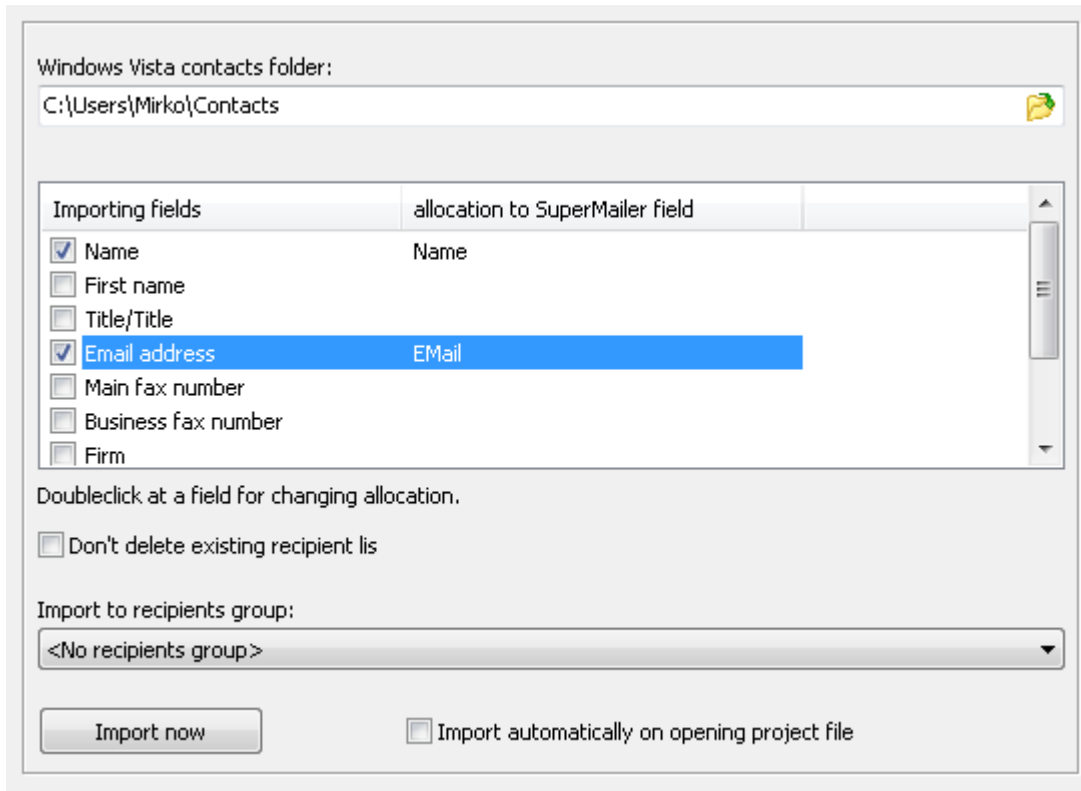 Windows Vista contacts folder:
C:\Users\Mirko\Contacts
Importing fields allocation to SuperMailer field
Name Name
First name
Title/Title
Email address EMail
Main fax number
Business fax number
Firm
Doubleclick at a field for changing allocation.
Don't delete existing recipient lis
Import to recipients group:
<No recipients group>
Import now Import automatically on opening project file